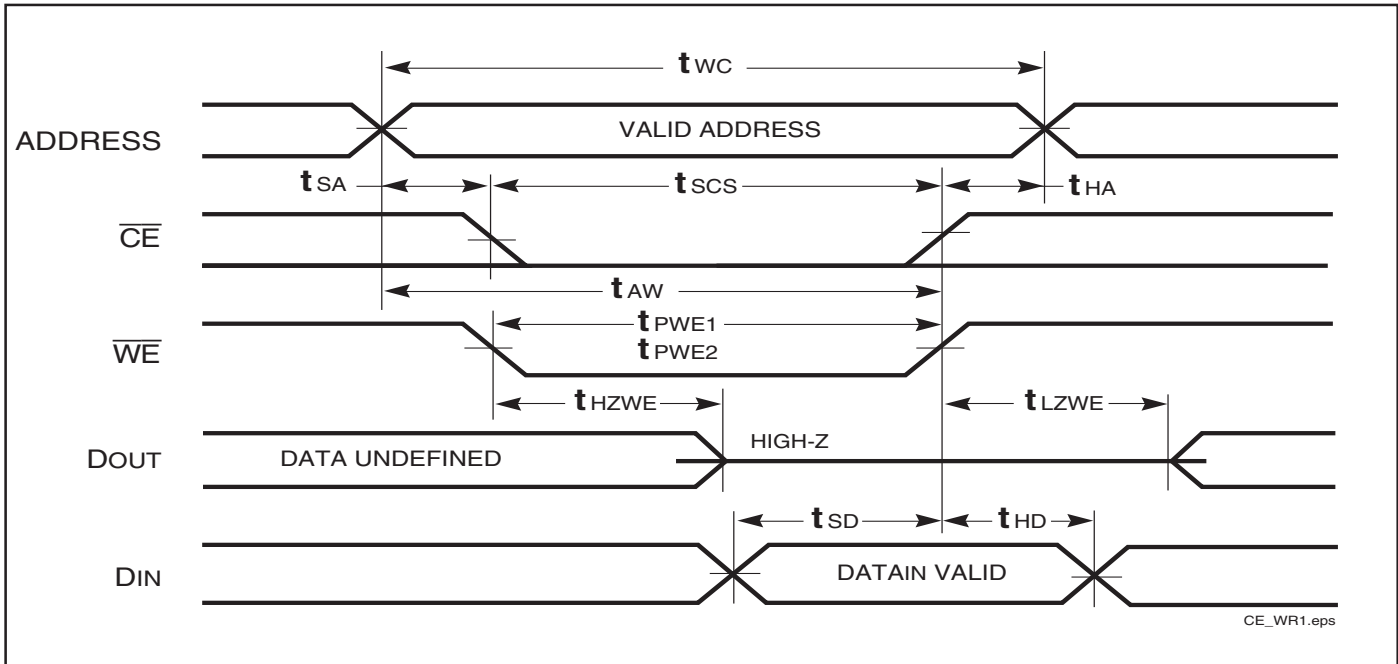 tWC
ADDRESS VALID ADDRESS
tSA tSCS tHA
CE
tAW
tPWE1
WE tPWE2
tHZWE tLZWE
DOUT DATA UNDEFINED HIGH-Z
tSD tHD
DIN DATAIN VALID
CE_WR1.eps